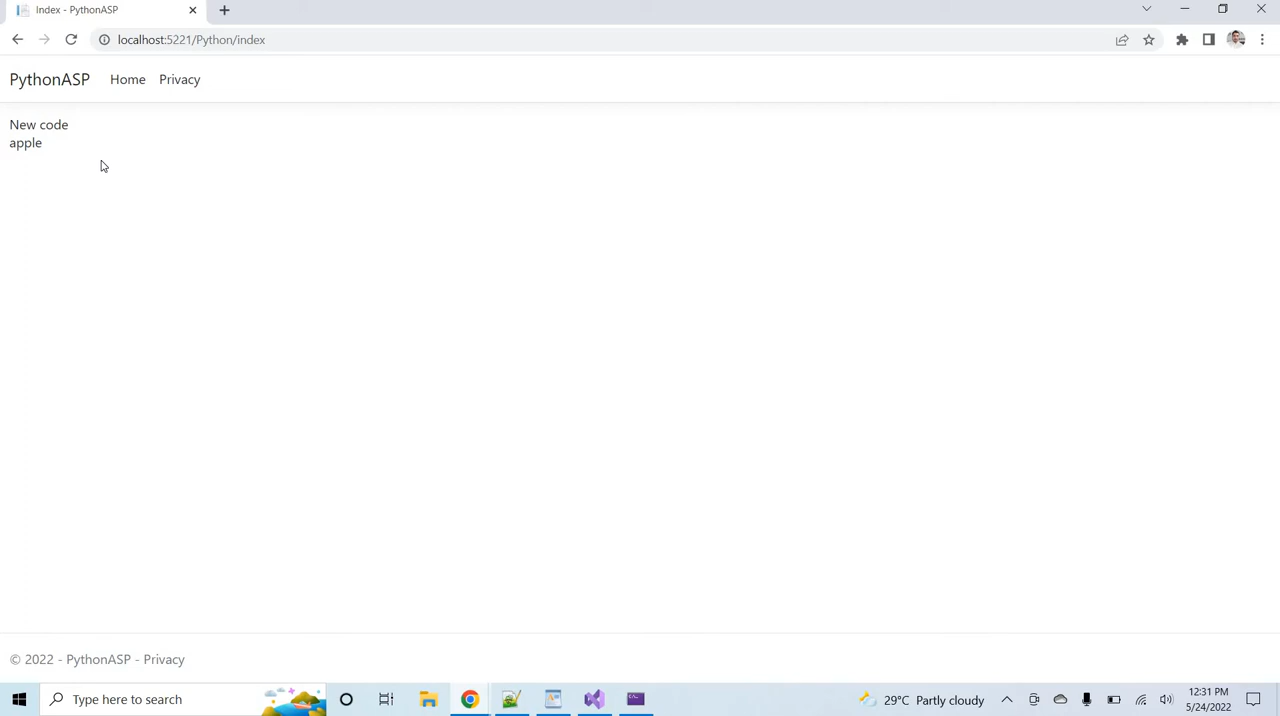 Index - PythonASP
localhost:5221/Python/index
PythonASP Home Privacy
New code
apple
© 2022 - PythonASP - Privacy
Type here to search
29°C Partly cloudy
12:31 PM
5/24/2022